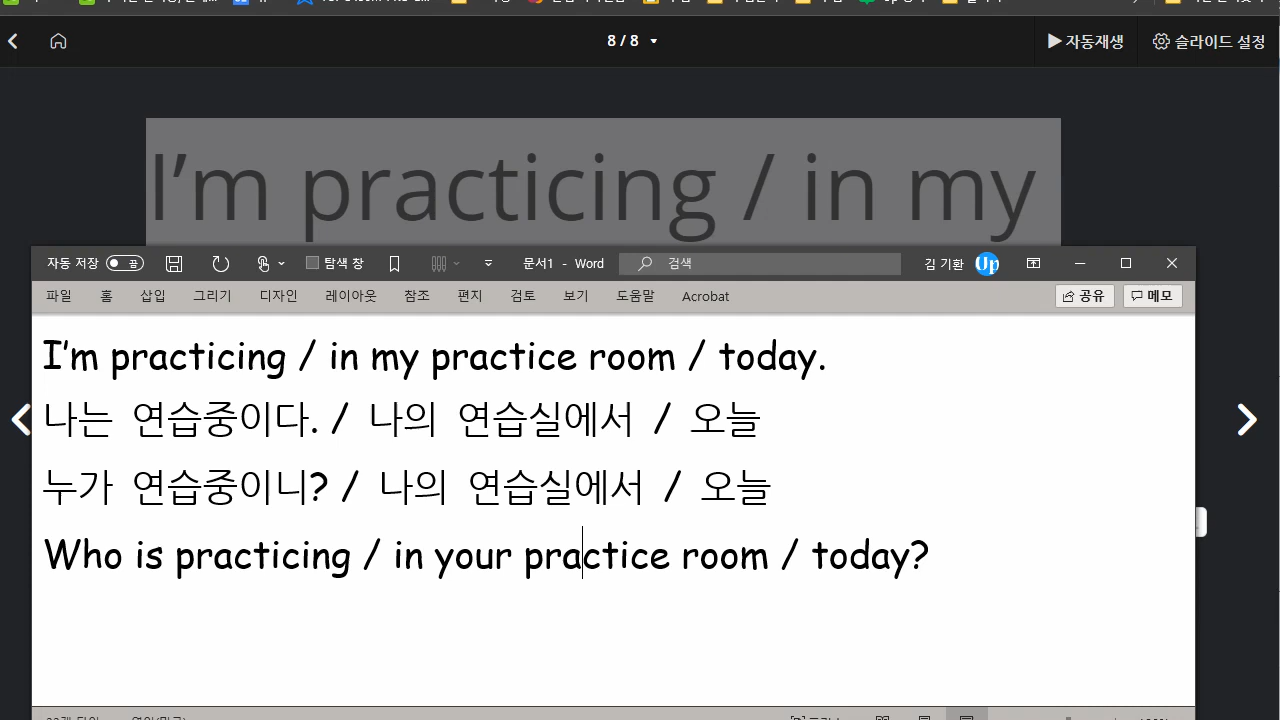 8 / 8
자동재생
슬라이드 설정
I'm practicing / in my
자동 저장
끔
탐색 창
문서1 - Word
검색
김 기환
Up
파일 홈 삽입 그리기 디자인 레이아웃 참조 편지 검토 보기 도움말 Acrobat
공유
메모
I'm practicing / in my practice room / today.
나는 연습중이다. / 나의 연습실에서 / 오늘
누가 연습중이니? / 나의 연습실에서 / 오늘
Who is practicing / in your practice room / today?